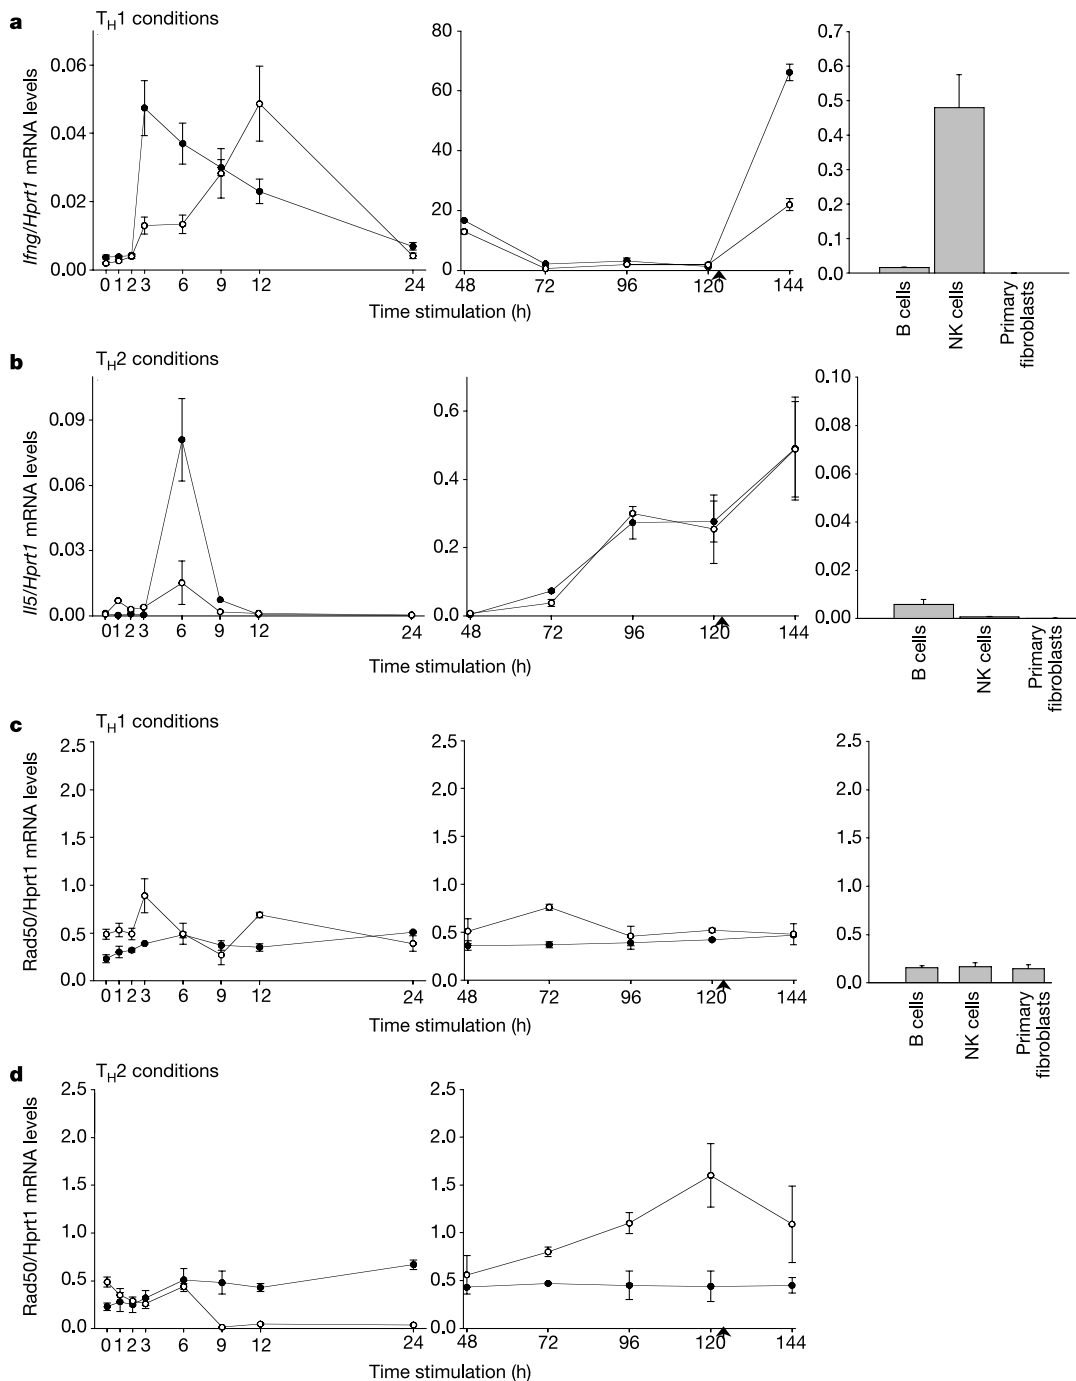 a
T_H1 conditions
Ifng/Hprt1 mRNA levels
0.06
0.04
0.02
0.00
0 1 2 3 6 9 12 24
80
60
40
20
0
48 72 96 120 144
Time stimulation (h)
0.7
0.6
0.5
0.4
0.3
0.2
0.1
0.0
B cells
NK cells
Primary
fibroblasts
b
T_H2 conditions
Il5/Hprt1 mRNA levels
0.09
0.06
0.03
0.00
0 1 2 3 6 9 12 24
0.6
0.4
0.2
0.0
48 72 96 120 144
Time stimulation (h)
0.10
0.08
0.06
0.04
0.02
0.00
B cells
NK cells
Primary
fibroblasts
c
T_H1 conditions
Rad50/Hprt1 mRNA levels
2.5
2.0
1.5
1.0
0.5
0.0
0 1 2 3 6 9 12 24
2.5
2.0
1.5
1.0
0.5
0.0
48 72 96 120 144
Time stimulation (h)
2.5
2.0
1.5
1.0
0.5
0.0
B cells
NK cells
Primary
fibroblasts
d
T_H2 conditions
Rad50/Hprt1 mRNA levels
2.5
2.0
1.5
1.0
0.5
0.0
0 1 2 3 6 9 12 24
2.5
2.0
1.5
1.0
0.5
0.0
48 72 96 120 144
Time stimulation (h)